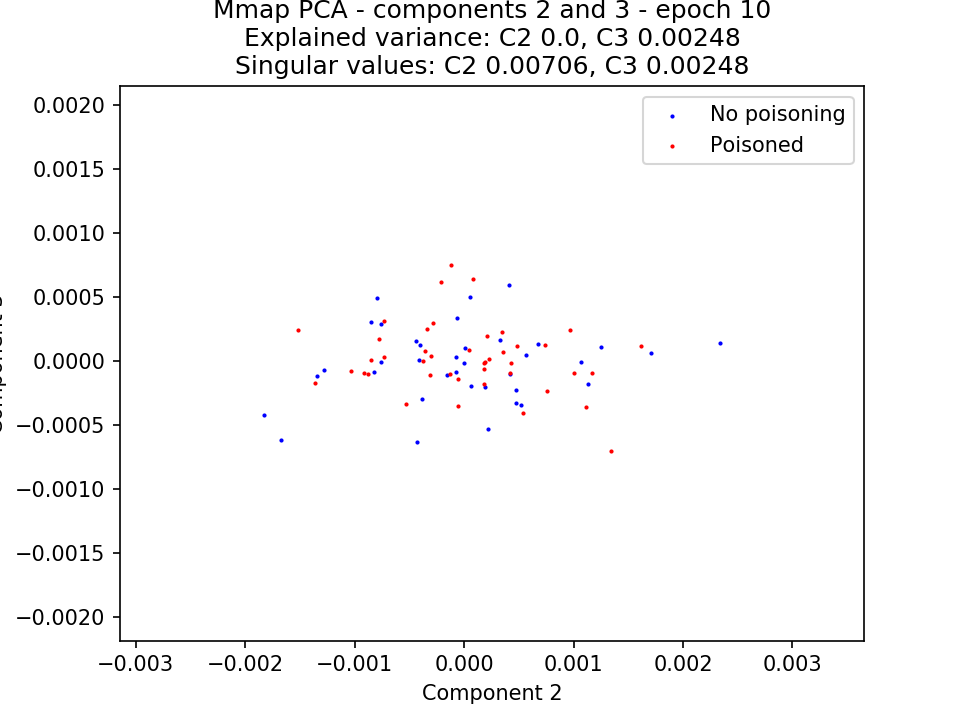 Mmap PCA - components 2 and 3 - epoch 10
Explained variance: C2 0.0, C3 0.00248
Singular values: C2 0.00706, C3 0.00248
No poisoning
Poisoned
0.0020
0.0015
0.0010
0.0005
0.0000
−0.0005
−0.0010
−0.0015
−0.0020
−0.003
−0.002
−0.001
0.000
0.001
0.002
0.003
Component 2